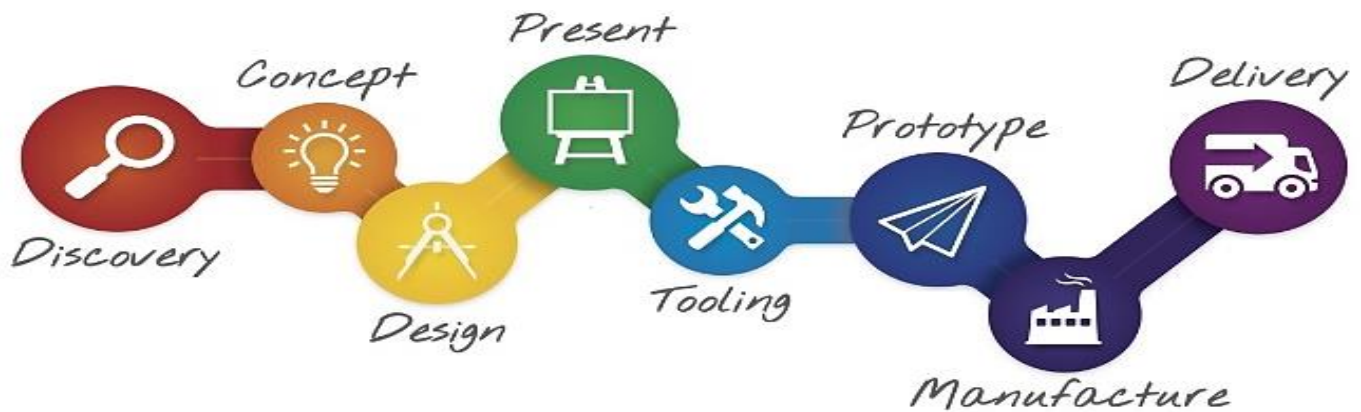 Discovery
Concept
Design
Present
Tooling
Prototype
Manufacture
Delivery